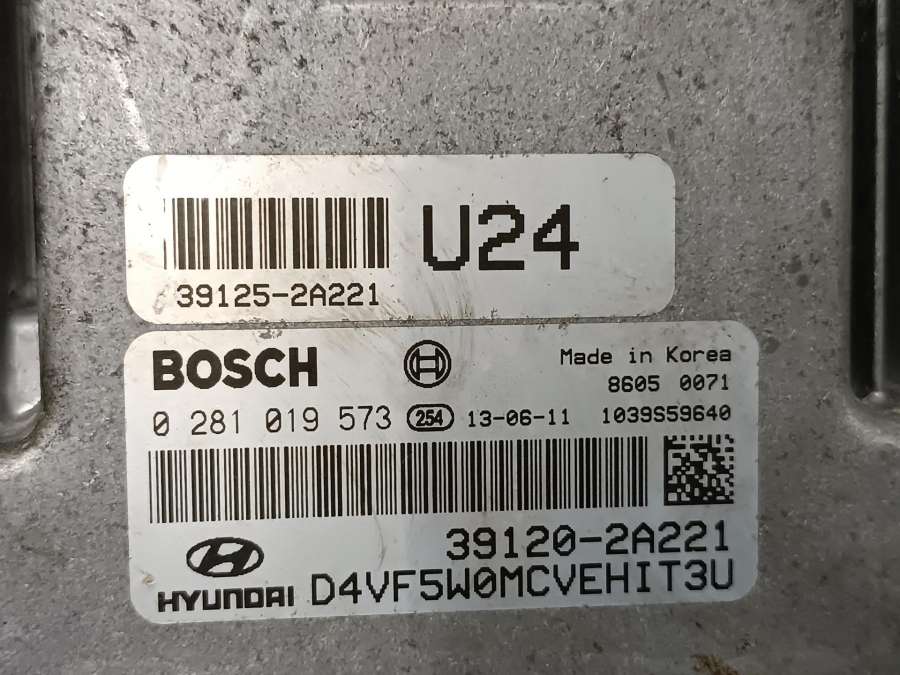 U24
39125-2A221
BOSCH
Made in Korea
8605 0071
0 281 019 573 254 13-06-11 1039S59640
39120-2A221
HYUNDAI D4VF5W0MCVEHIT3U